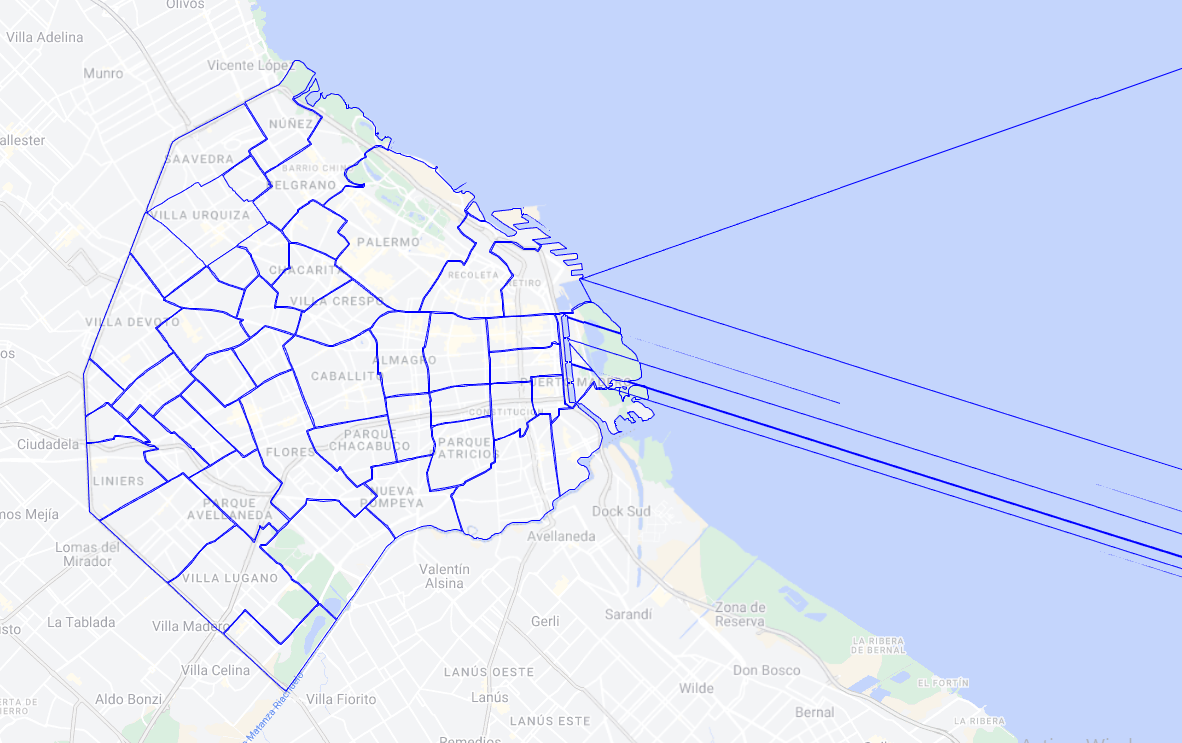 Olivos
Villa Adelina
Munro
Vicente López
NÚÑEZ
SAAVEDRA
BARRIO CHIN
BELGRANO
VILLA URQUIZA
PALERMO
CHACARITA
RECOLETA
RETIRO
VILLA CRESPO
VILLA DEVOTO
ALMAGRO
CABALLITO
PUERTO MADERO
CONSTITUCIÓN
Ciudadela
PARQUE
CHACABUCO
PARQUE
PATRICIOS
FLORES
LINIERS
NUEVA
POMPEYA
PARQUE
AVELLANEDA
Dock Sud
Avellaneda
Lomas del
Mirador
Valentín
Alsina
VILLA LUGANO
Zona de
Reserva
Sarandí
Gerli
La Tablada
Villa Madero
LA RIBERA
DE BERNAL
Villa Celina
LANÚS OESTE
Don Bosco
EL FORTÍN
Aldo Bonzi
Villa Fiorito
Lanús
Wilde
Bernal
LANÚS ESTE
LA RIBERA
Matanza Riachuelo
Remedios